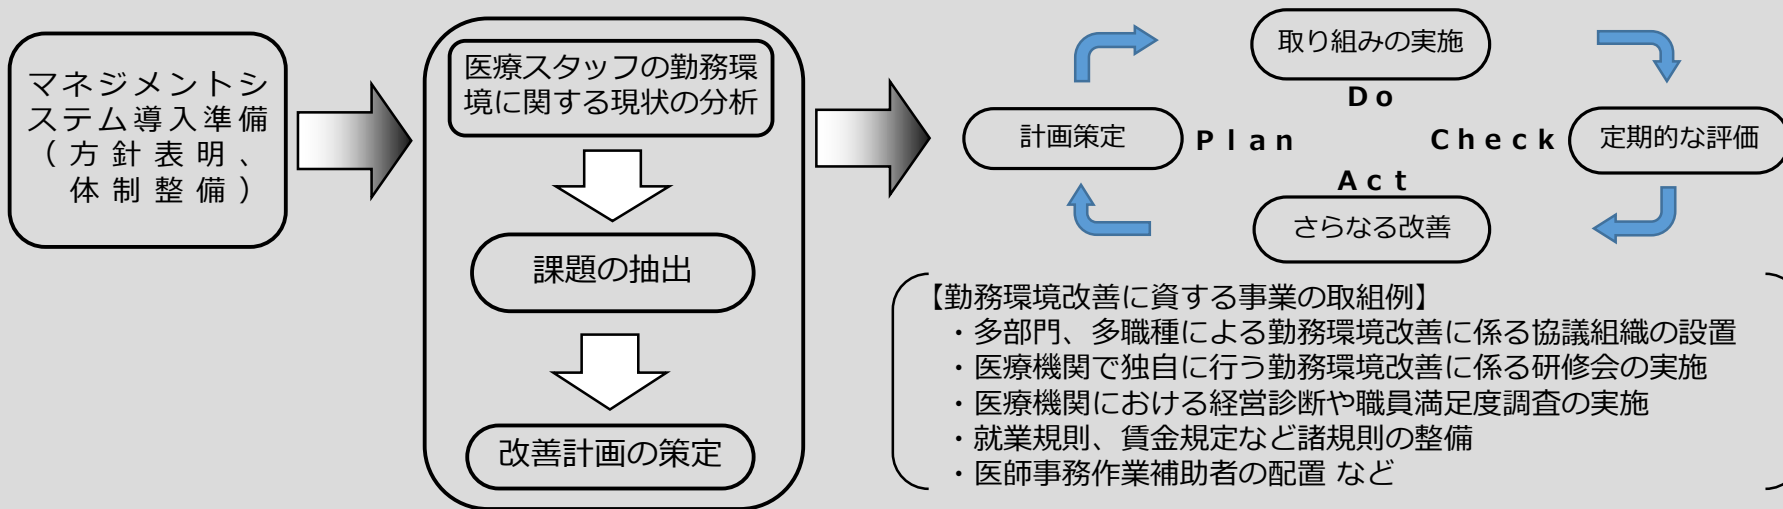 マネジメントシ
ステム導入準備
（方針表明、
体制整備）
医療スタッフの勤務環
境に関する現状の分析
課題の抽出
改善計画の策定
取り組みの実施
Do
計画策定
Plan
Check
定期的な評価
Act
さらなる改善
【勤務環境改善に資する事業の取組例】
・多部門、多職種による勤務環境改善に係る協議組織の設置
・医療機関で独自に行う勤務環境改善に係る研修会の実施
・医療機関における経営診断や職員満足度調査の実施
・就業規則、賃金規定など諸規則の整備
・医師事務作業補助者の配置 など